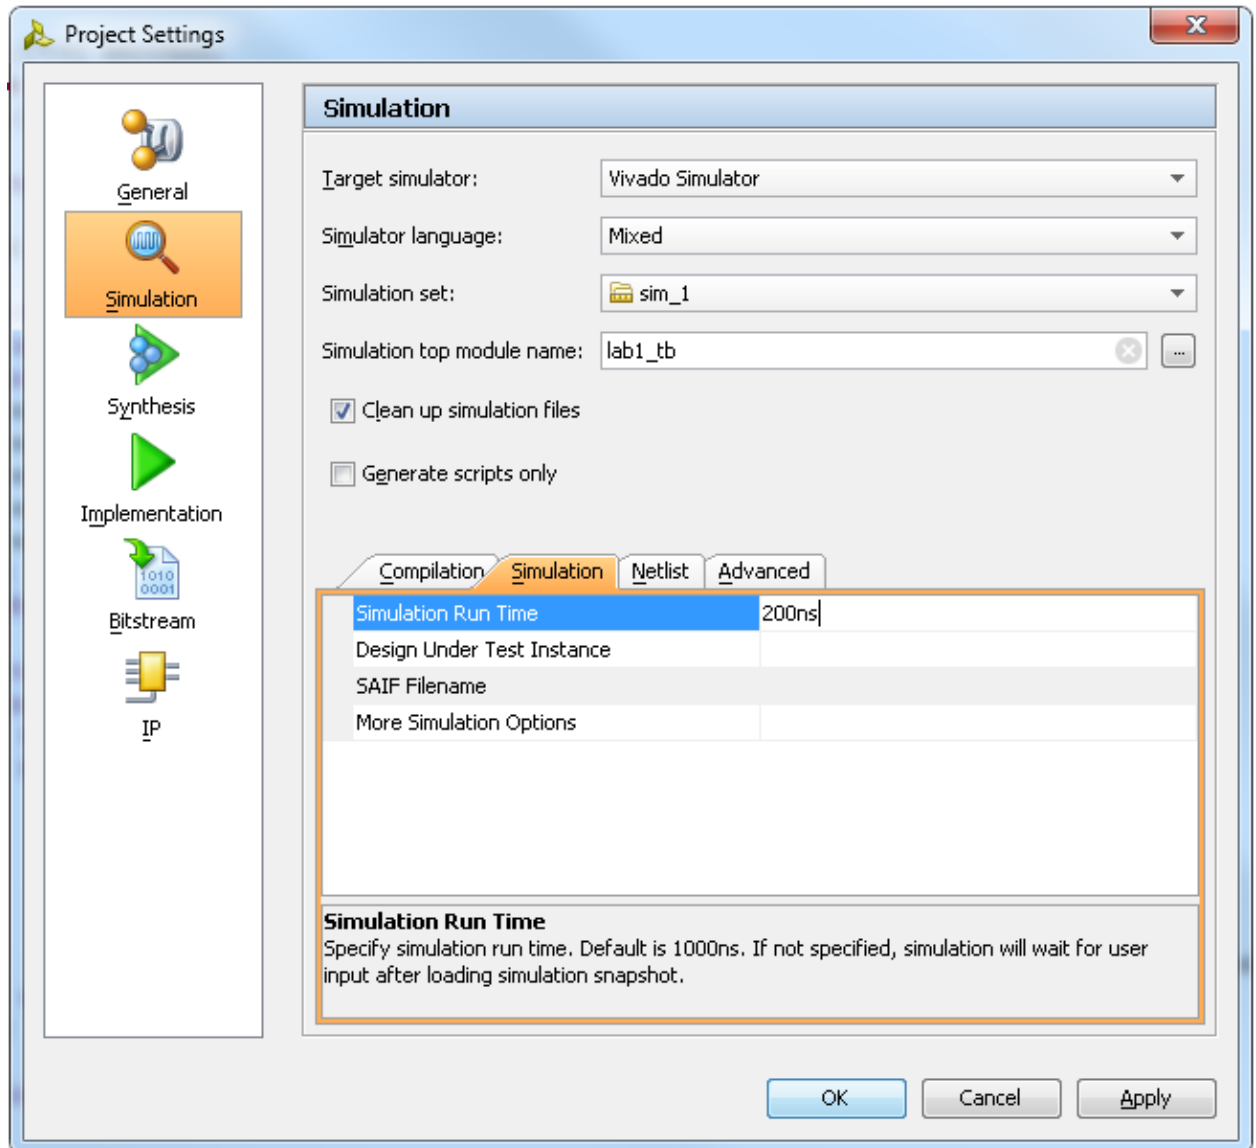 Project Settings
General
Simulation
Synthesis
Implementation
1010
0001
Bitstream
IP
Simulation
Target simulator: Vivado Simulator
Simulator language: Mixed
Simulation set: sim_1
Simulation top module name: lab1_tb ...
Clean up simulation files
Generate scripts only
Compilation Simulation Netlist Advanced
Simulation Run Time 200ns
Design Under Test Instance
SAIF Filename
More Simulation Options
Simulation Run Time
Specify simulation run time. Default is 1000ns. If not specified, simulation will wait for user
input after loading simulation snapshot.
OK Cancel Apply